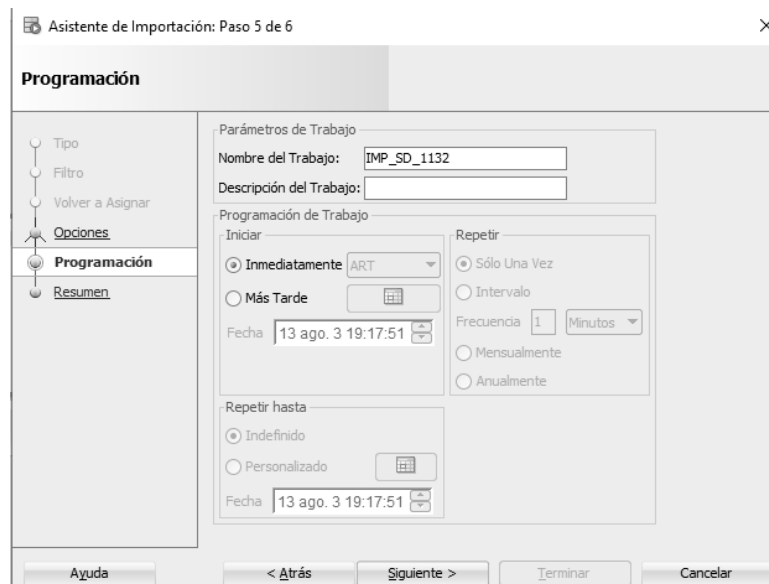 Asistente de Importación: Paso 5 de 6
Programación
Tipo
Filtro
Volver a Asignar
Opciones
Programación
Resumen
Parámetros de Trabajo
Nombre del Trabajo: IMP_SD_1132
Descripción del Trabajo:
Programación de Trabajo
Iniciar
Inmediatamente ART
Más Tarde
Fecha 13 ago. 3 19:17:51
Repetir
Sólo Una Vez
Intervalo
Frecuencia 1 Minutos
Mensualmente
Anualmente
Repetir hasta
Indefinido
Personalizado
Fecha 13 ago. 3 19:17:51
Ayuda < Atrás Siguiente > Terminar Cancelar